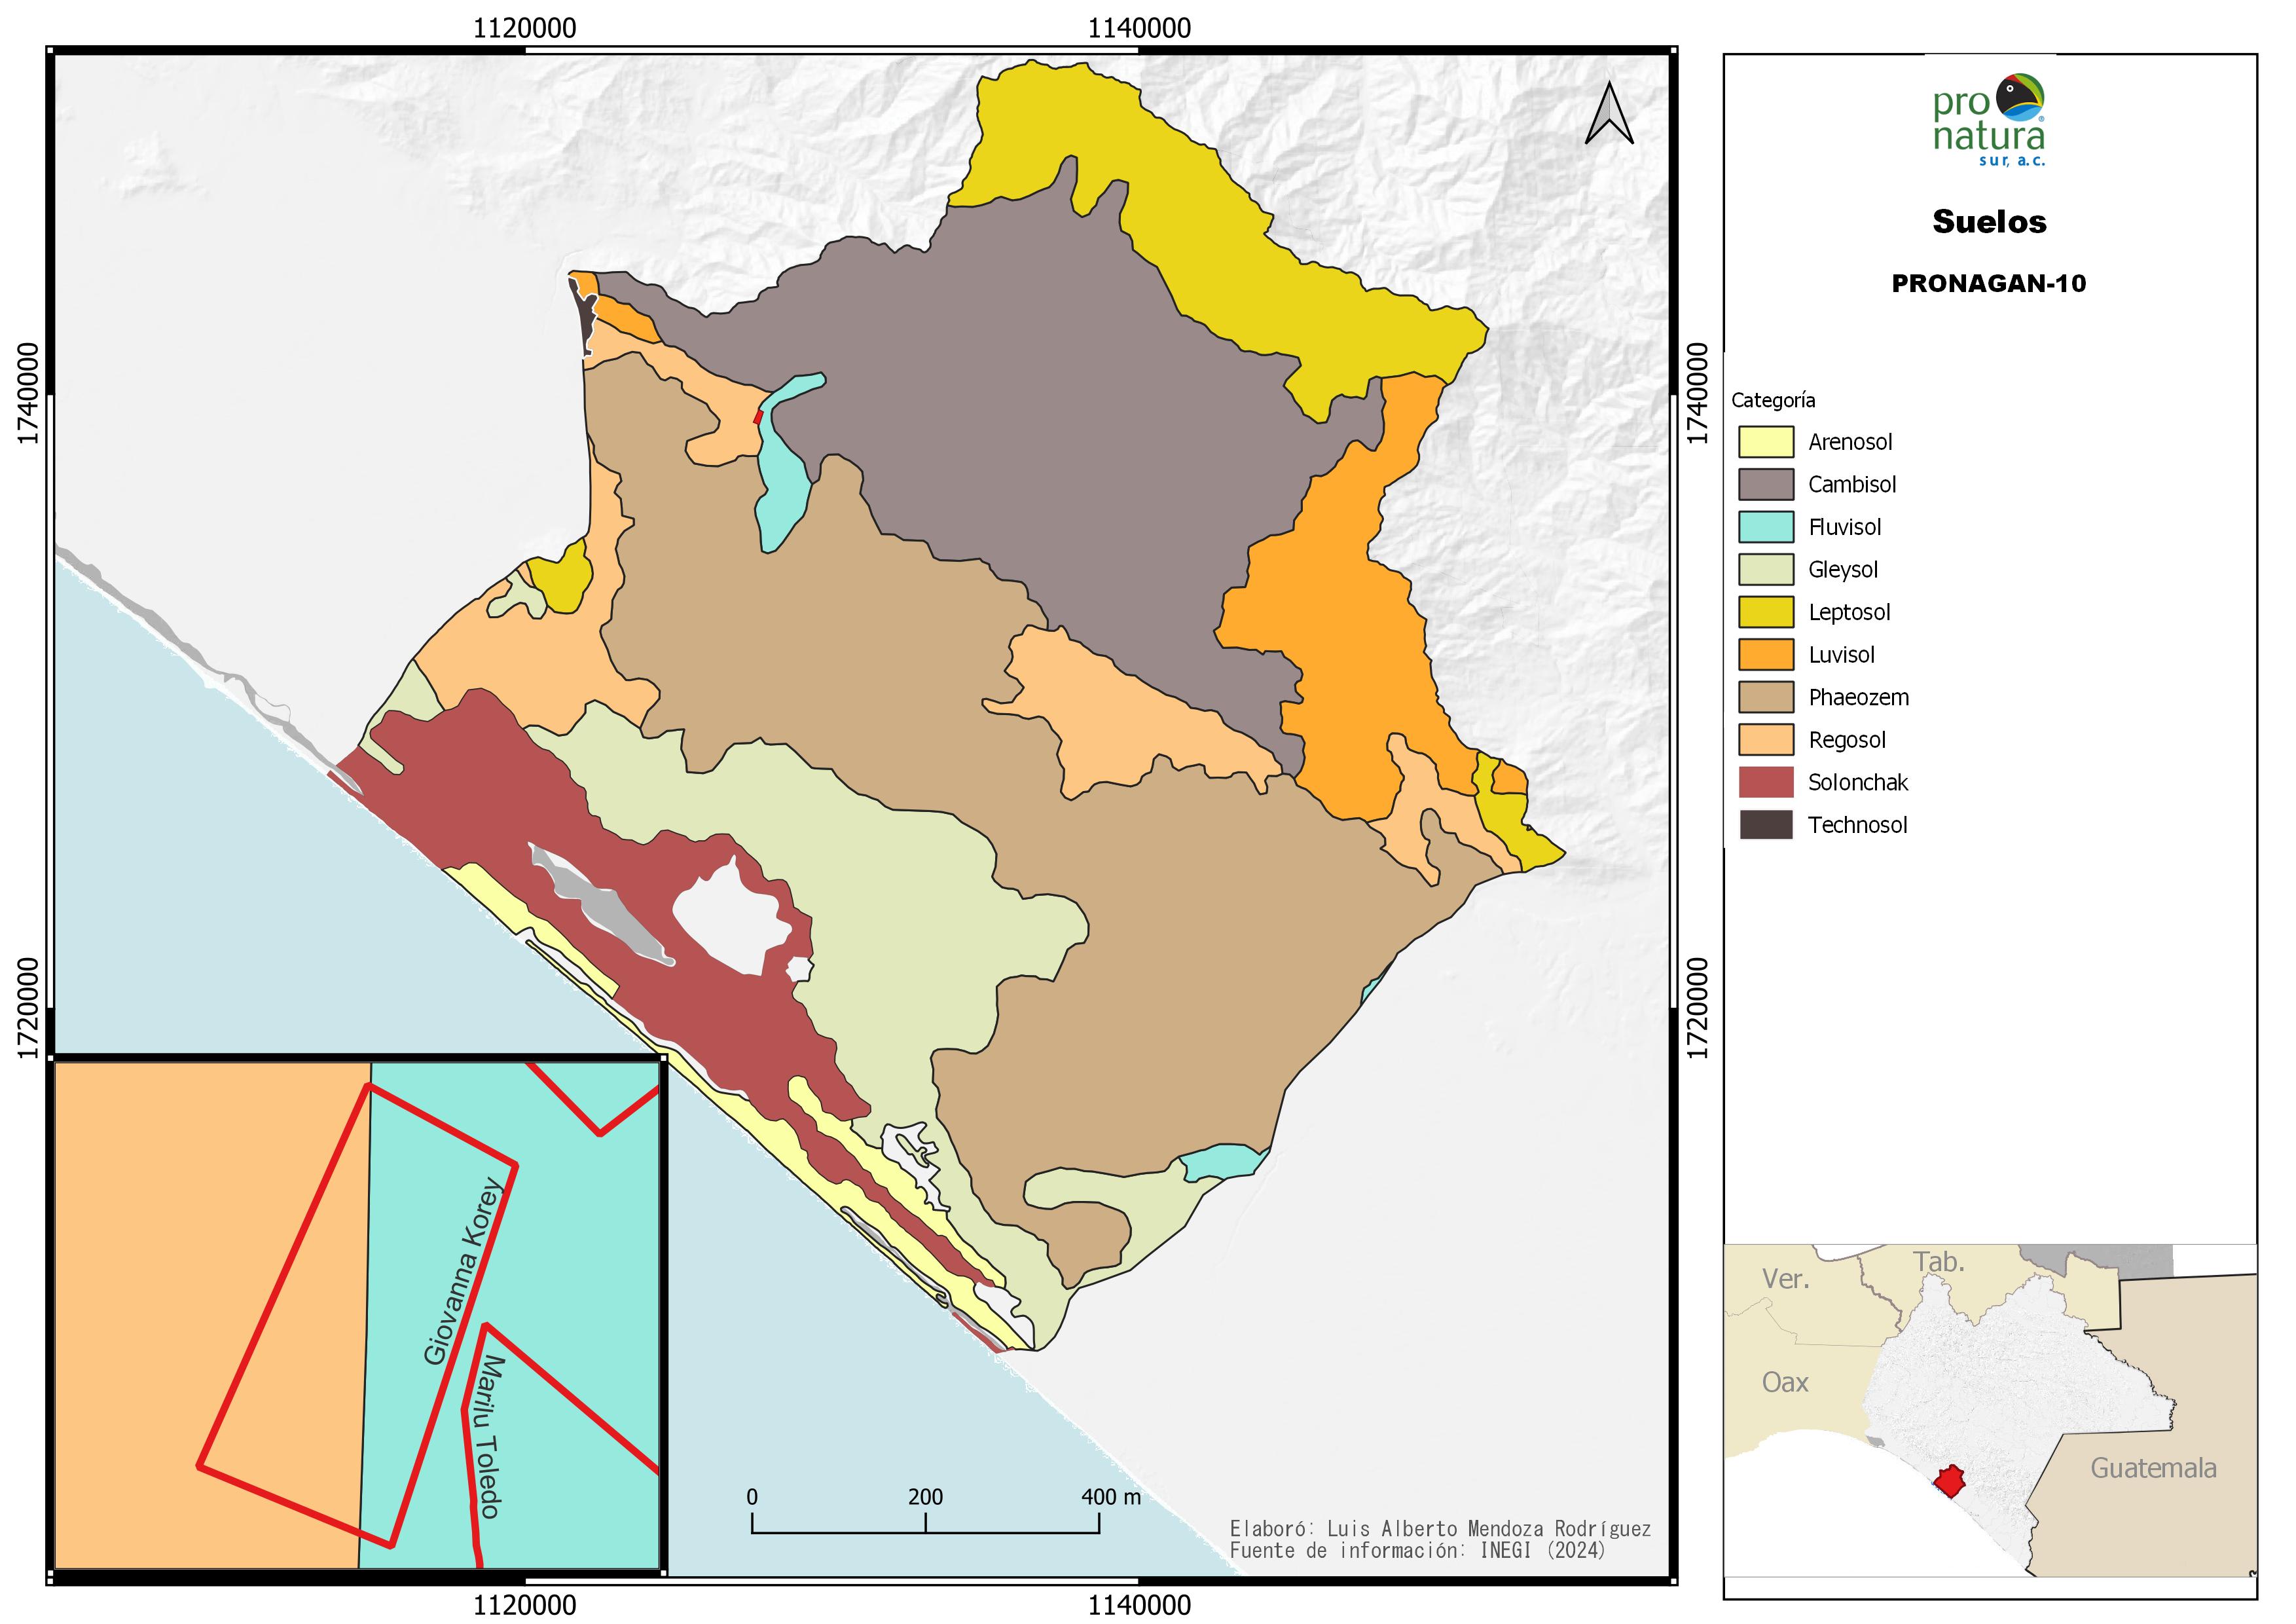 1120000
1140000
1740000
1740000
1720000
1720000
pro
natura
sur, a.c.
Suelos
PRONAGAN-10
Categoría
Arenosol
Cambisol
Fluvisol
Gleysol
Leptosol
Luvisol
Phaeozem
Regosol
Solonchak
Technosol
Giovanna Korey
Marilu Toledo
0 200 400 m
Elaboró: Luis Alberto Mendoza Rodríguez
Fuente de información: INEGI (2024)
Ver.
Tab.
Oax
Guatemala
1120000
1140000